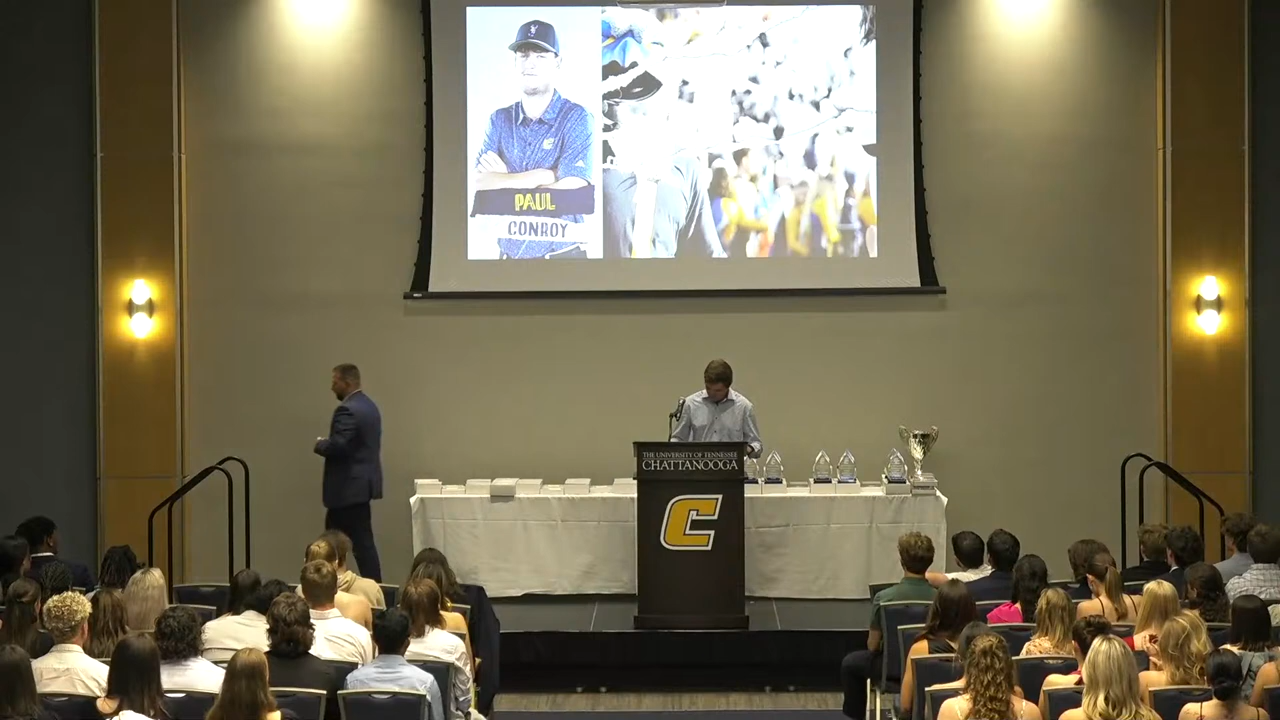 PAUL
CONROY
THE UNIVERSITY OF TENNESSEE
CHATTANOOGA
C